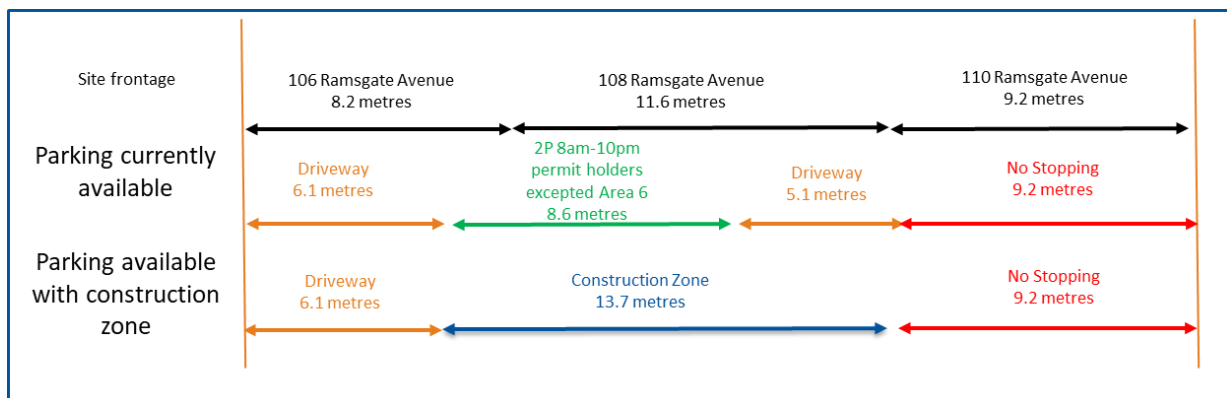 Site frontage
106 Ramsgate Avenue
8.2 metres
108 Ramsgate Avenue
11.6 metres
110 Ramsgate Avenue
9.2 metres
Parking currently
available
Driveway
6.1 metres
2P 8am-10pm
permit holders
excepted Area 6
8.6 metres
Driveway
5.1 metres
No Stopping
9.2 metres
Parking available
with construction
zone
Driveway
6.1 metres
Construction Zone
13.7 metres
No Stopping
9.2 metres